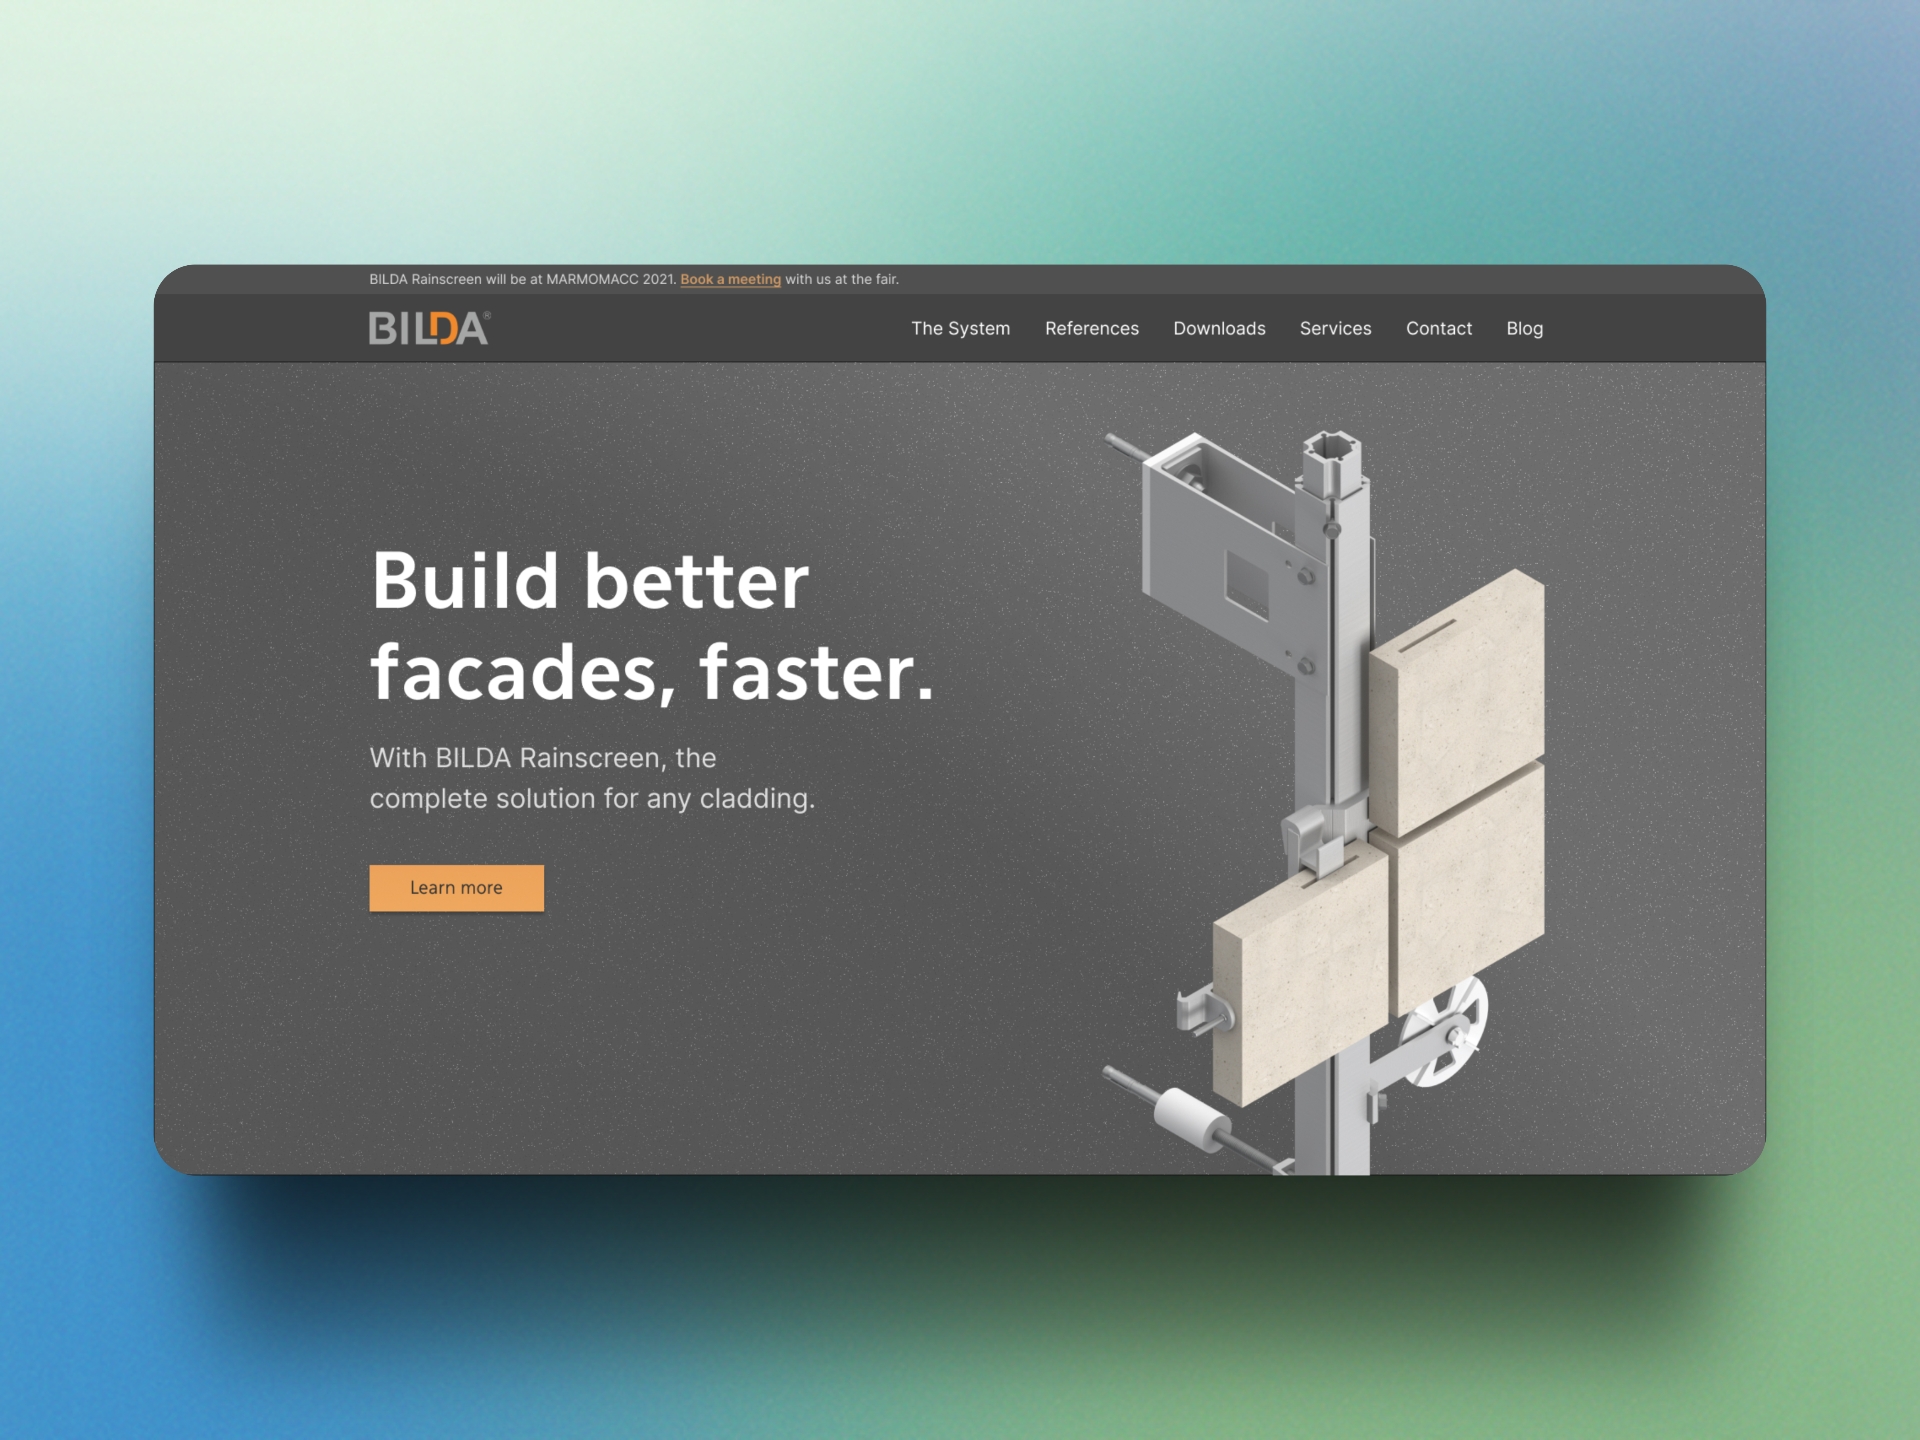 BILDA Rainscreen will be at MARMOMACC 2021. Book a meeting with us at the fair.
BILDA®
The System References Downloads Services Contact Blog
Build better
facades, faster.
With BILDA Rainscreen, the
complete solution for any cladding.
Learn more